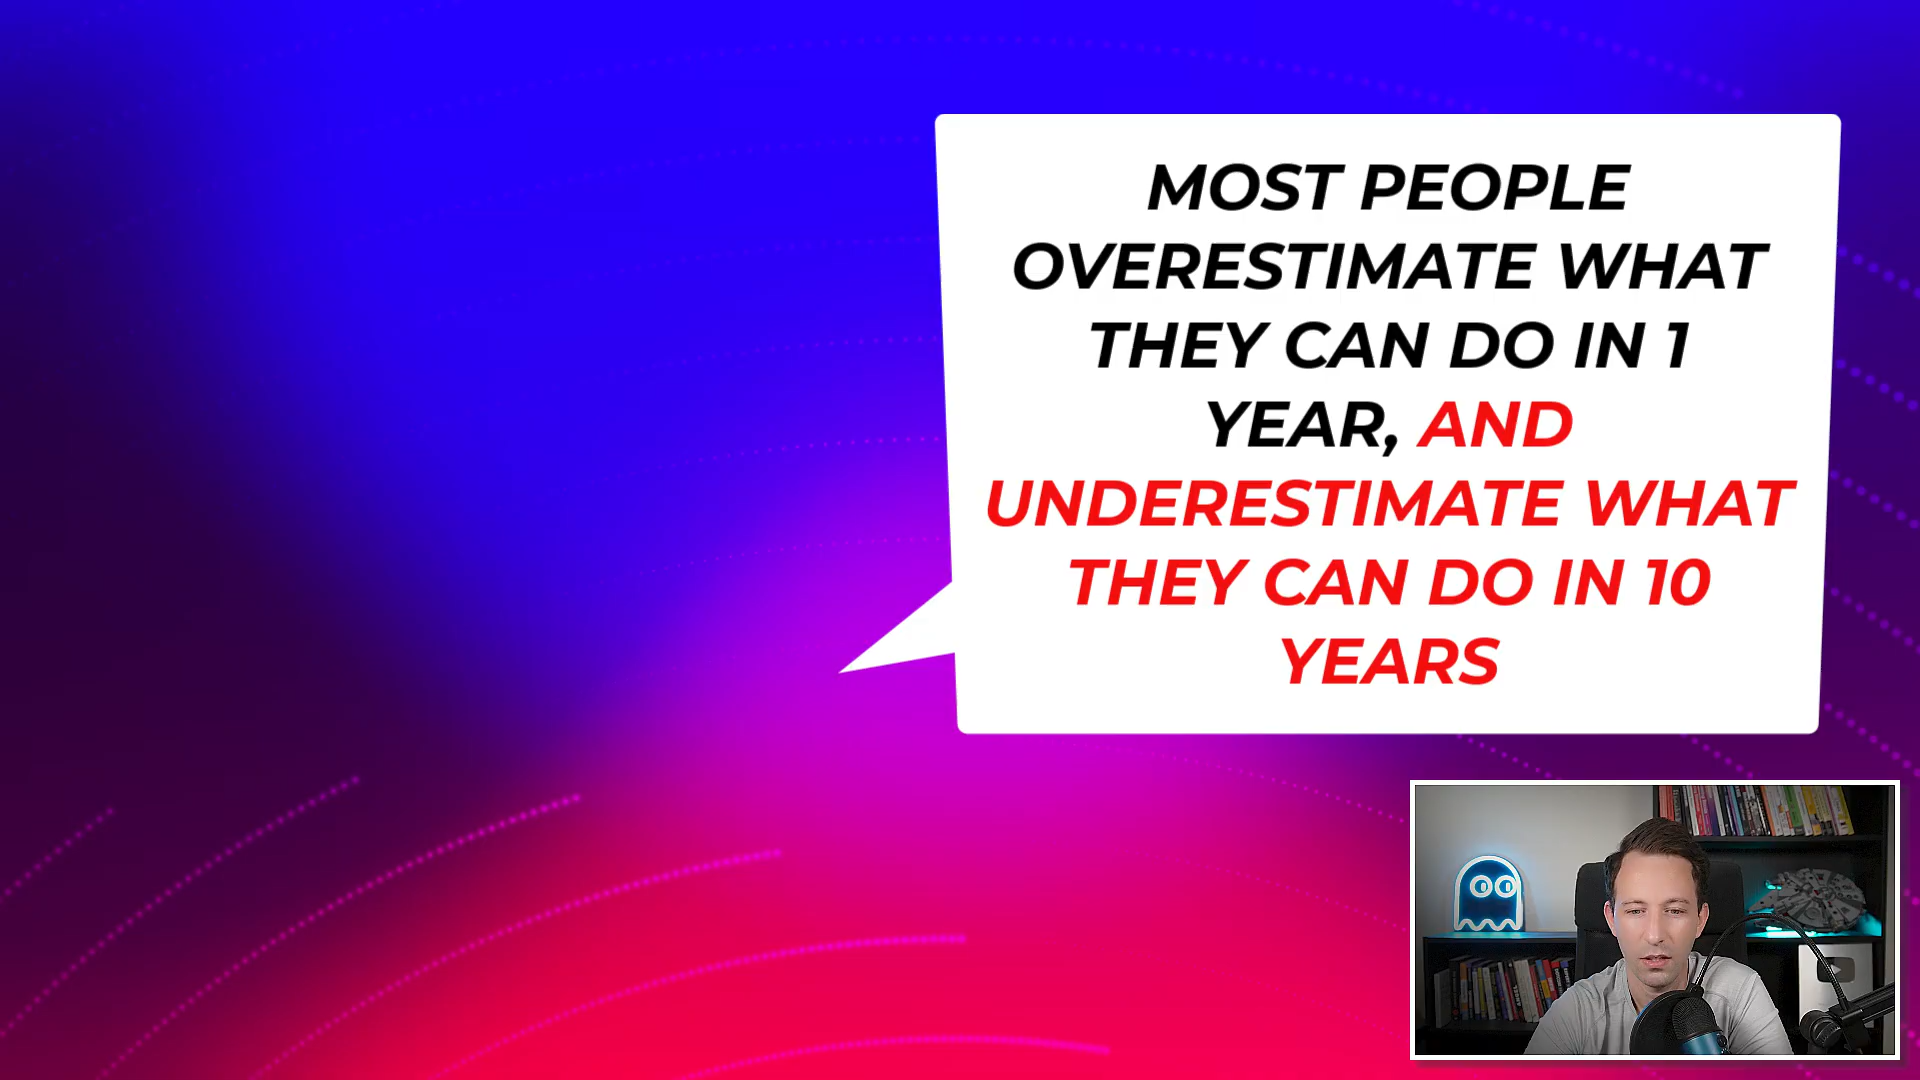 MOST PEOPLE
OVERESTIMATE WHAT
THEY CAN DO IN 1
YEAR, AND
UNDERESTIMATE WHAT
THEY CAN DO IN 10
YEARS